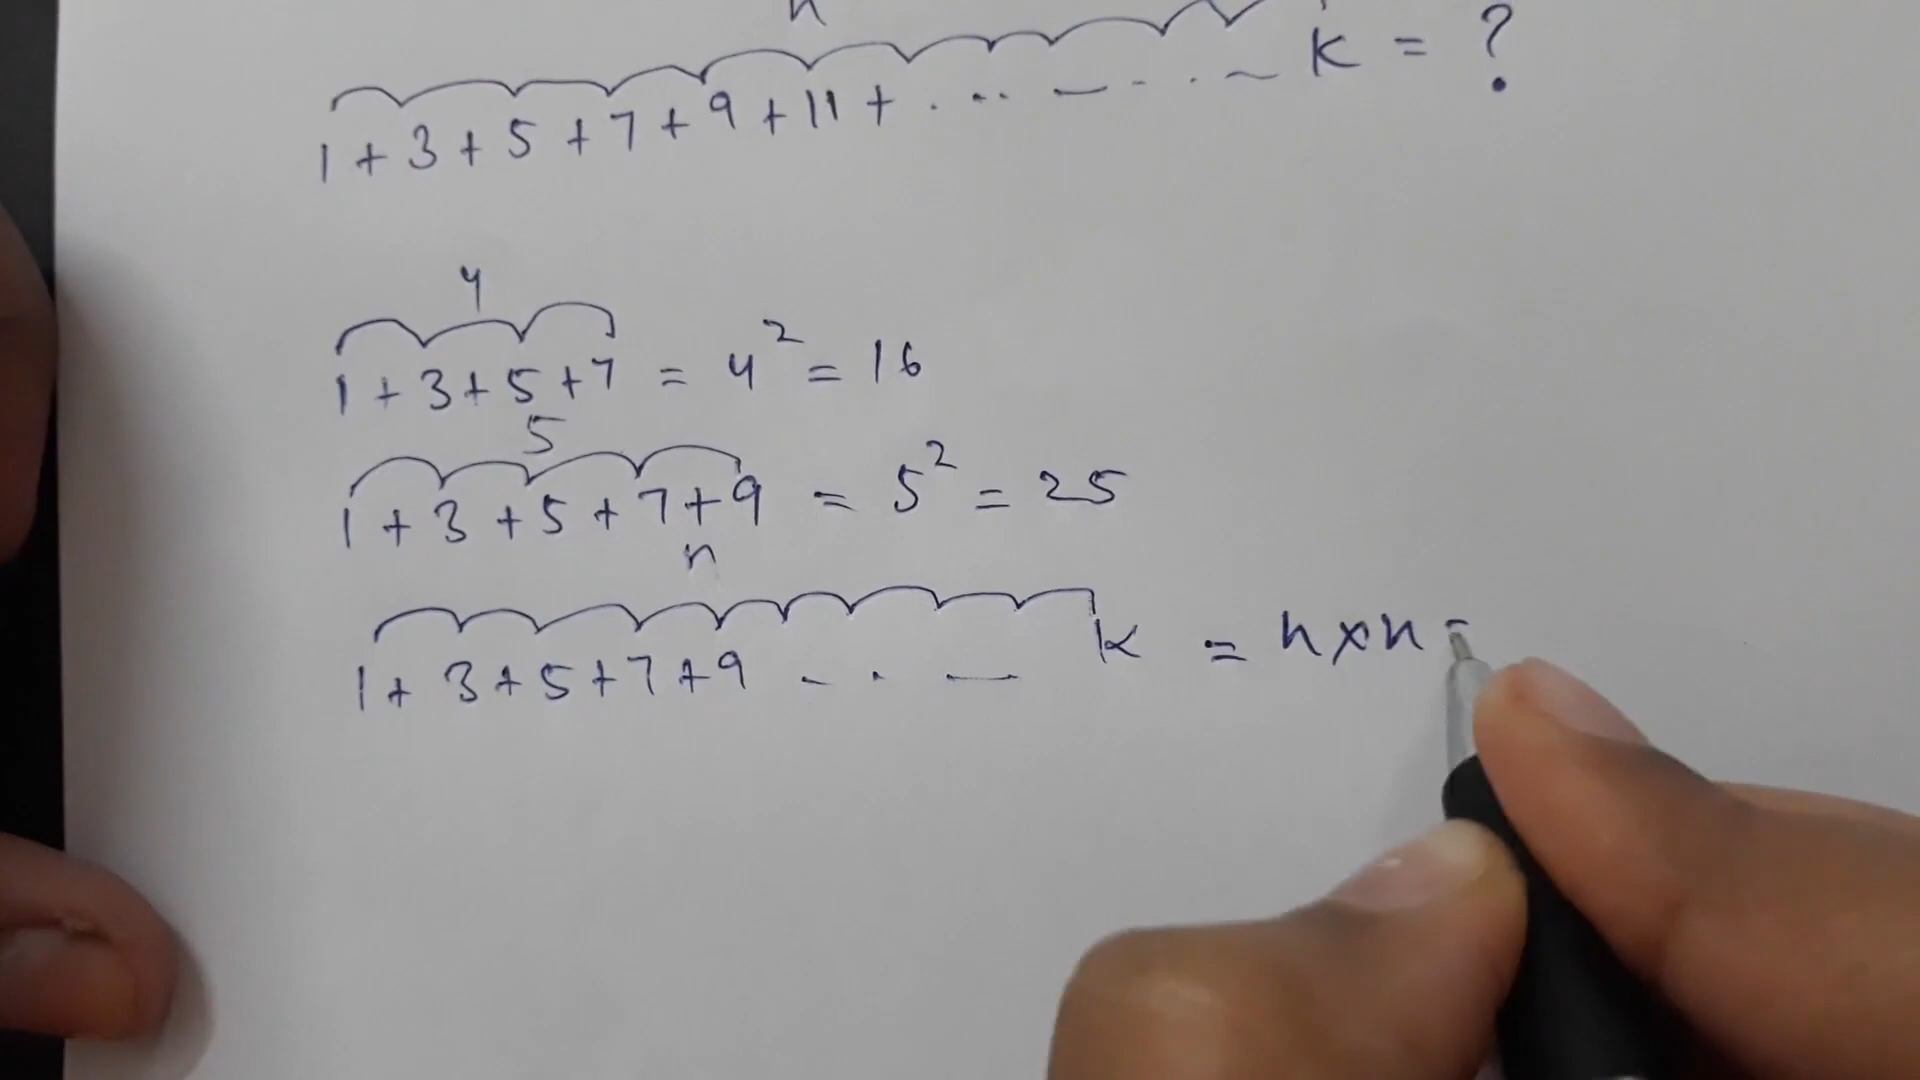 n
1 + 3 + 5 + 7 + 9 + 11 + . . . . — . . . — k = ?
4
1 + 3 + 5 + 7 = 4² = 16
5
1 + 3 + 5 + 7 + 9 = 5² = 25
n
1 + 3 + 5 + 7 + 9 - . — k = n × n =